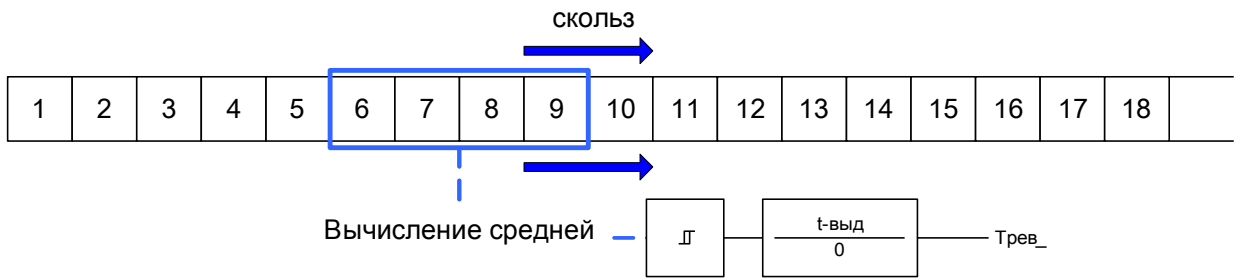 скольз
1 2 3 4 5 6 7 8 9 10 11 12 13 14 15 16 17 18
Вычисление средней
t-выд
0
Трев_